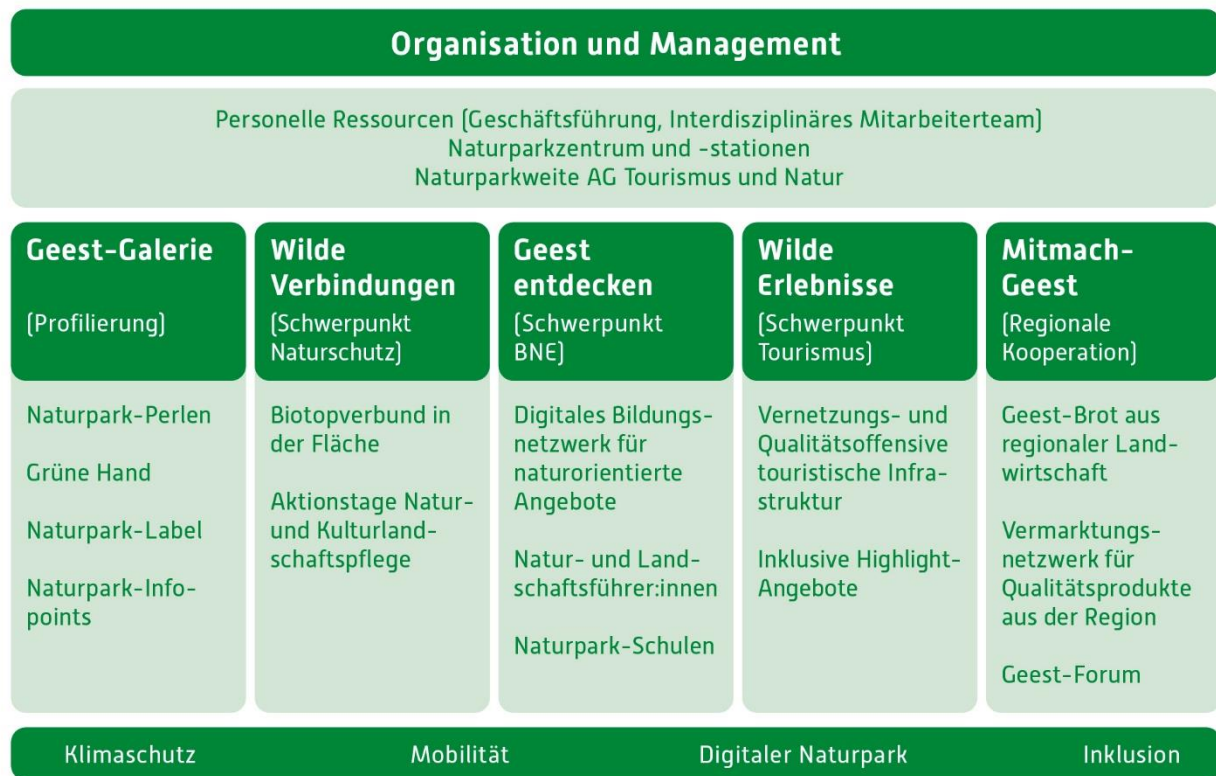 Organisation und Management
Personelle Ressourcen (Geschäftsführung, Interdisziplinäres Mitarbeiterteam)
Naturparkzentrum und -stationen
Naturparkweite AG Tourismus und Natur
Geest-Galerie
(Profilierung)
Naturpark-Perlen
Grüne Hand
Naturpark-Label
Naturpark-Info-
points
Wilde
Verbindungen
(Schwerpunkt
Naturschutz)
Biotopverbund in
der Fläche
Aktionstage Natur-
und Kulturland-
schaftspflege
Geest
entdecken
(Schwerpunkt
BNE)
Digitales Bildungs-
netzwerk für
naturorientierte
Angebote
Natur- und Land-
schaftsführer:innen
Naturpark-Schulen
Wilde
Erlebnisse
(Schwerpunkt
Tourismus)
Vernetzungs- und
Qualitätsoffensive
touristische Infra-
struktur
Inklusive Highlight-
Angebote
Mitmach-
Geest
(Regionale
Kooperation)
Geest-Brot aus
regionaler Land-
wirtschaft
Vermarktungs-
netzwerk für
Qualitätsprodukte
aus der Region
Geest-Forum
Klimaschutz Mobilität Digitaler Naturpark Inklusion